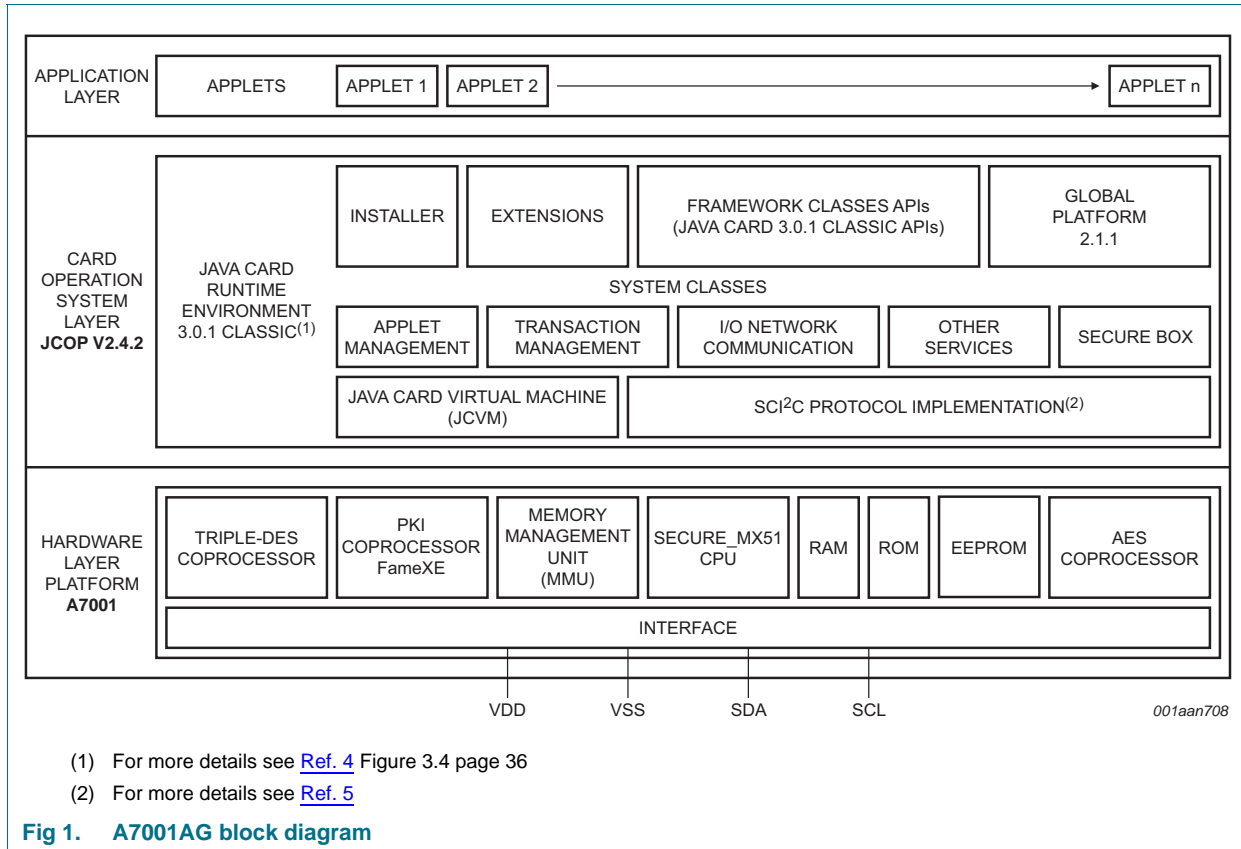 APPLICATION
LAYER
APPLETS
APPLET 1
APPLET 2
APPLET n
CARD
OPERATION
SYSTEM
LAYER
JCOP V2.4.2
JAVA CARD
RUNTIME
ENVIRONMENT
3.0.1 CLASSIC(1)
INSTALLER
EXTENSIONS
FRAMEWORK CLASSES APIs
(JAVA CARD 3.0.1 CLASSIC APIs)
GLOBAL
PLATFORM
2.1.1
SYSTEM CLASSES
APPLET
MANAGEMENT
TRANSACTION
MANAGEMENT
I/O NETWORK
COMMUNICATION
OTHER
SERVICES
SECURE BOX
JAVA CARD VIRTUAL MACHINE
(JCVM)
SCI2C PROTOCOL IMPLEMENTATION(2)
HARDWARE
LAYER
PLATFORM
A7001
TRIPLE-DES
COPROCESSOR
PKI
COPROCESSOR
FameXE
MEMORY
MANAGEMENT
UNIT
(MMU)
SECURE_MX51
CPU
RAM
ROM
EEPROM
AES
COPROCESSOR
INTERFACE
VDD
VSS
SDA
SCL
001aan708
(1) For more details see Ref. 4 Figure 3.4 page 36
(2) For more details see Ref. 5
Fig 1. A7001AG block diagram